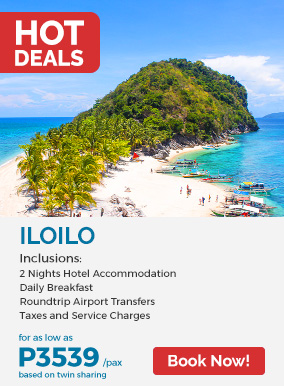 HOT
DEALS
ILOILO
Inclusions:
2 Nights Hotel Accommodation
Daily Breakfast
Roundtrip Airport Transfers
Taxes and Service Charges
for as low as
P3539 /pax
based on twin sharing
Book Now!